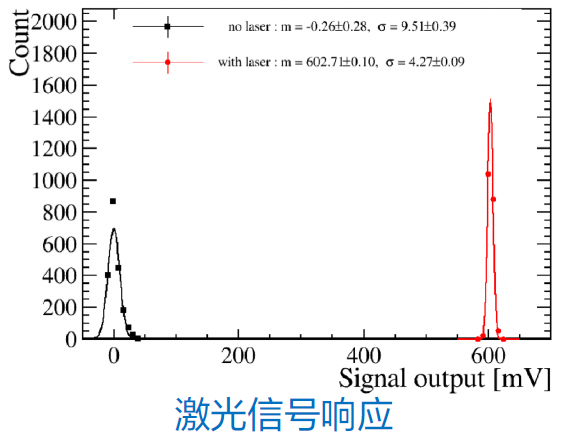 no laser : m = -0.26±0.28, σ = 9.51±0.39
with laser : m = 602.71±0.10, σ = 4.27±0.09
Count
2000
1800
1600
1400
1200
1000
800
600
400
200
0
0 200 400 600
Signal output [mV]
激光信号响应